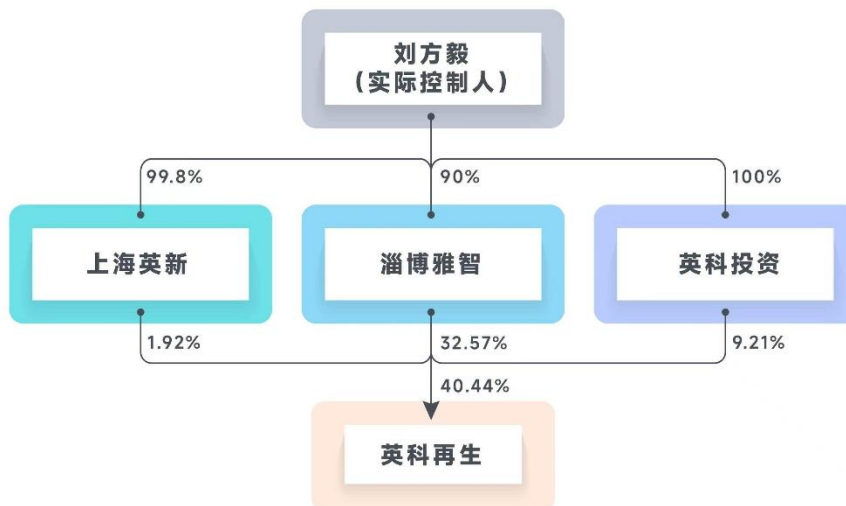 刘方毅
(实际控制人)
99.8%
90%
100%
上海英新
淄博雅智
英科投资
1.92%
32.57%
9.21%
40.44%
英科再生